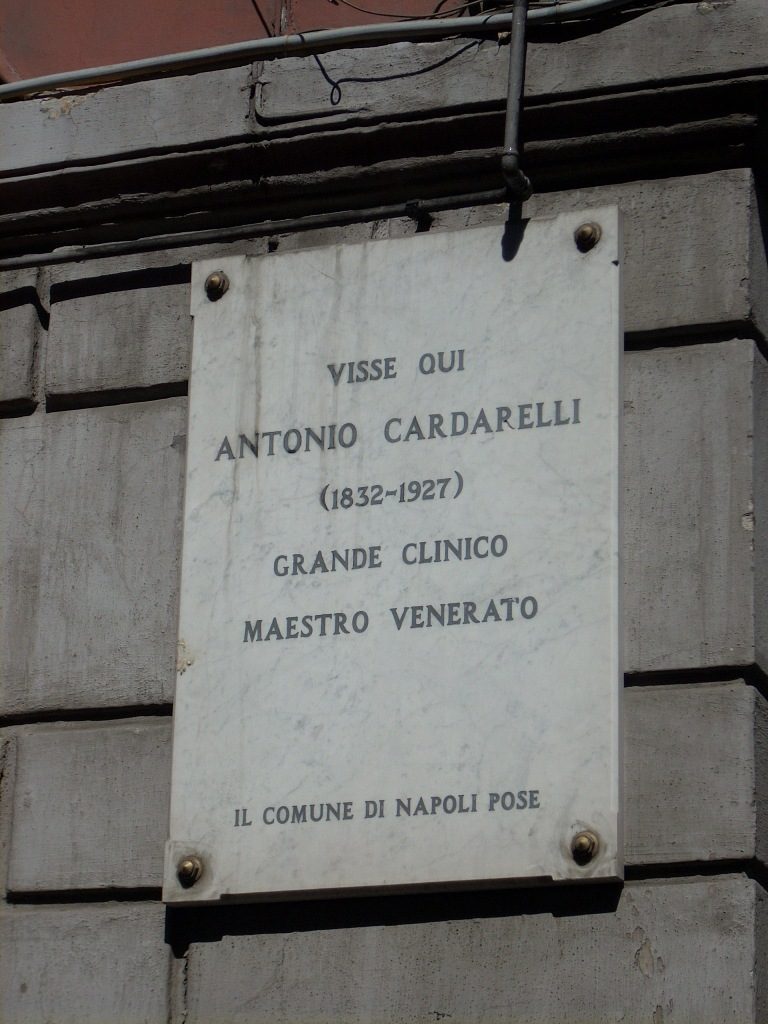 VISSE QUI
ANTONIO CARDARELLI
(1832-1927)
GRANDE CLINICO
MAESTRO VENERATO
IL COMUNE DI NAPOLI POSE